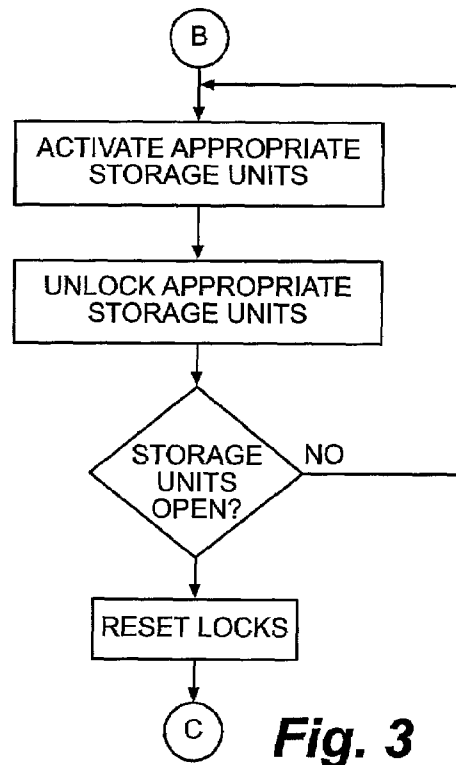 B
ACTIVATE APPROPRIATE
STORAGE UNITS
UNLOCK APPROPRIATE
STORAGE UNITS
STORAGE
UNITS
OPEN?
NO
RESET LOCKS
C
Fig. 3